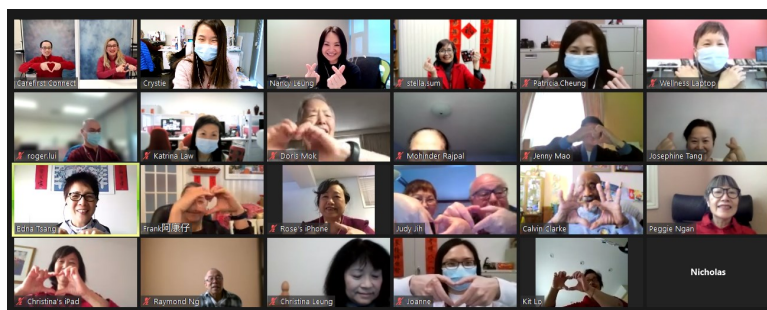 Carefirst Connect
Crystie
Nancy Leung
stella.sum
Patricia Cheung
Wellness Laptop
roger.lui
Katrina Law
Doris Mok
Mohinder Rajpal
Jenny Mao
Josephine Tang
Edna Tsang
Frank阿康仔
Rose's iPhone
Judy Jih
Calvin Clarke
Peggie Ngan
Christina's iPad
Raymond Ng
Christina Leung
Joanne
Kit Lo
Nicholas